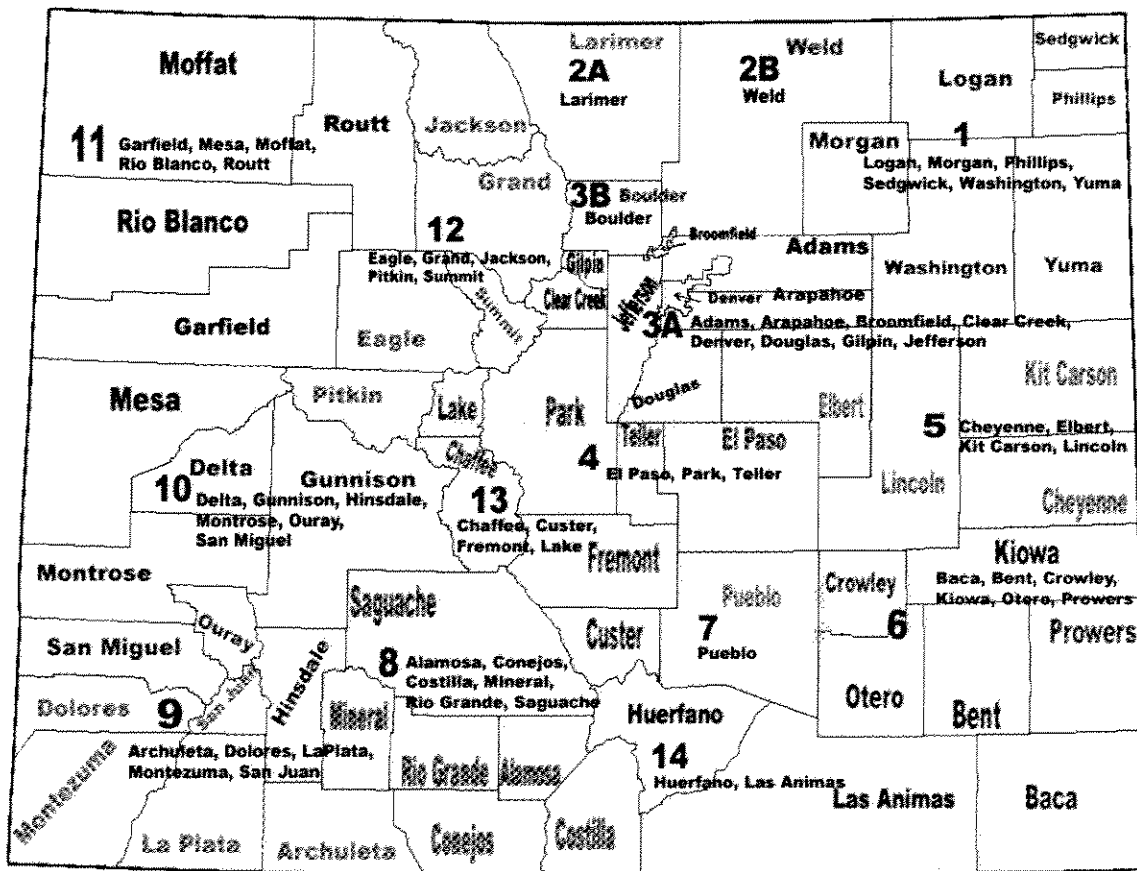 Moffat
11
Garfield, Mesa, Moffat,
Rio Blanco, Routt
Routt
Jackson
Grand
Larimer
2A
Larimer
Weld
2B
Weld
Logan
Sedgwick
Phillips
1
Logan, Morgan, Phillips,
Sedgwick, Washington, Yuma
Morgan
Rio Blanco
12
Eagle, Grand, Jackson,
Pitkin, Summit
3B
Boulder
Boulder
Broomfield
Gilpin
Clear Creek
Jefferson
Adams
Washington
Yuma
Denver
Arapahoe
3A
Adams, Arapahoe, Broomfield, Clear Creek,
Denver, Douglas, Gilpin, Jefferson
Garfield
Eagle
Summit
Mesa
Pitkin
Lake
Park
Douglas
Elbert
Kit Carson
5
Cheyenne, Elbert,
Kit Carson, Lincoln
Delta
10
Delta, Gunnison, Hinsdale,
Montrose, Ouray,
San Miguel
Gunnison
Chaffee
13
Chaffee, Custer,
Fremont, Lake
4
El Paso, Park, Teller
Teller
El Paso
Lincoln
Cheyenne
Montrose
Fremont
Kiowa
Baca, Bent, Crowley,
Kiowa, Otero, Prowers
Saguache
Crowley
6
Pueblo
7
Pueblo
Custer
Prowers
Ouray
San Miguel
Hinsdale
8
Alamosa, Conejos,
Costilla, Mineral,
Rio Grande, Saguache
Otero
Bent
Dolores
San Juan
9
Archuleta, Dolores, LaPlata,
Montezuma, San Juan
Mineral
Huerfano
14
Huerfano, Las Animas
Montezuma
Rio Grande
Alamosa
Las Animas
Baca
La Plata
Archuleta
Conejos
Costilla